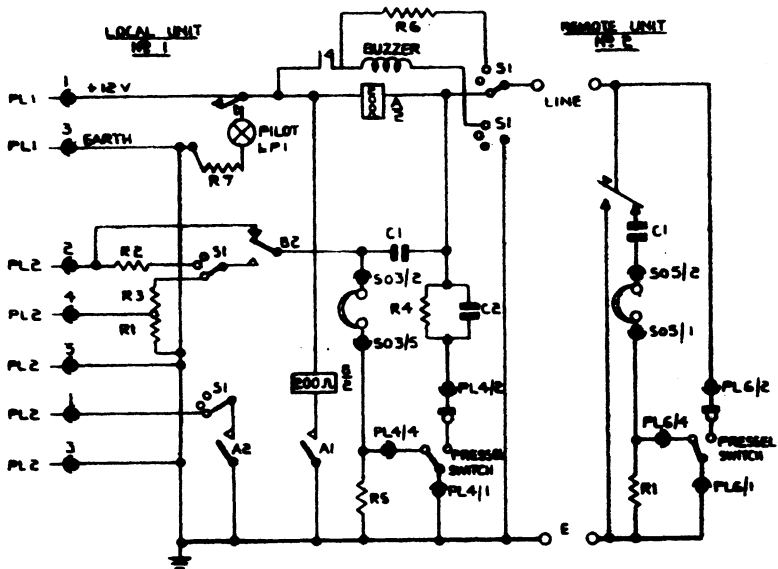 LOCAL UNIT
Nº 1
REMOTE UNIT
Nº 2
R6
BUZZER
S1
1
+12V
PL1
LINE
3
EARTH
PL1
PILOT
LP1
R7
S1
B2
C1
2
PL2
R2
S1
R3
4
PL2
R1
SO3/2
R4
C2
SO3/5
5
PL2
200Ω
PL4/2
1
PL2
S1
PL4/4
PRESSEL
SWITCH
3
PL2
A2
A1
R5
PL4/1
E
C1
SO5/2
SO5/1
PL6/2
PL6/4
PRESSEL
SWITCH
R1
PL6/1